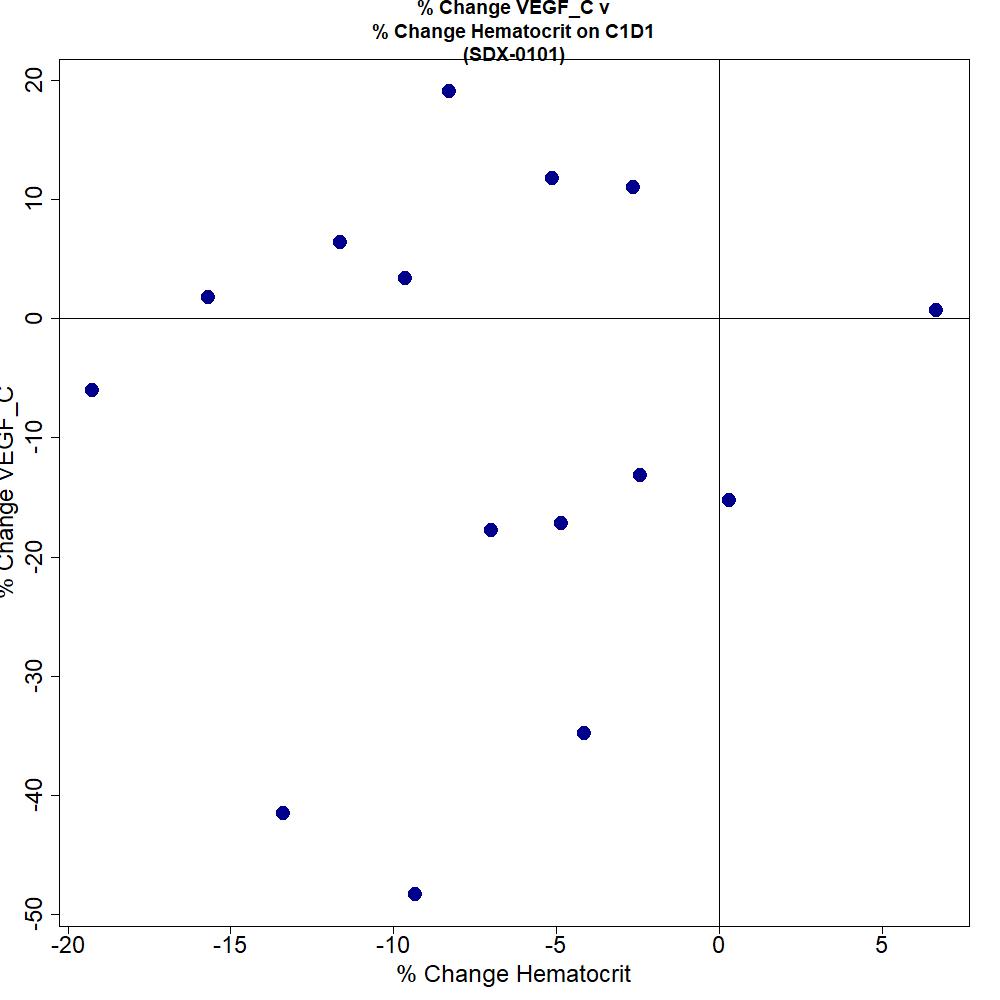 % Change VEGF_C v
% Change Hematocrit on C1D1
(SDX-0101)
20
10
0
-10
-20
-30
-40
-50
% Change VEGF_C
-20
-15
-10
-5
0
5
% Change Hematocrit